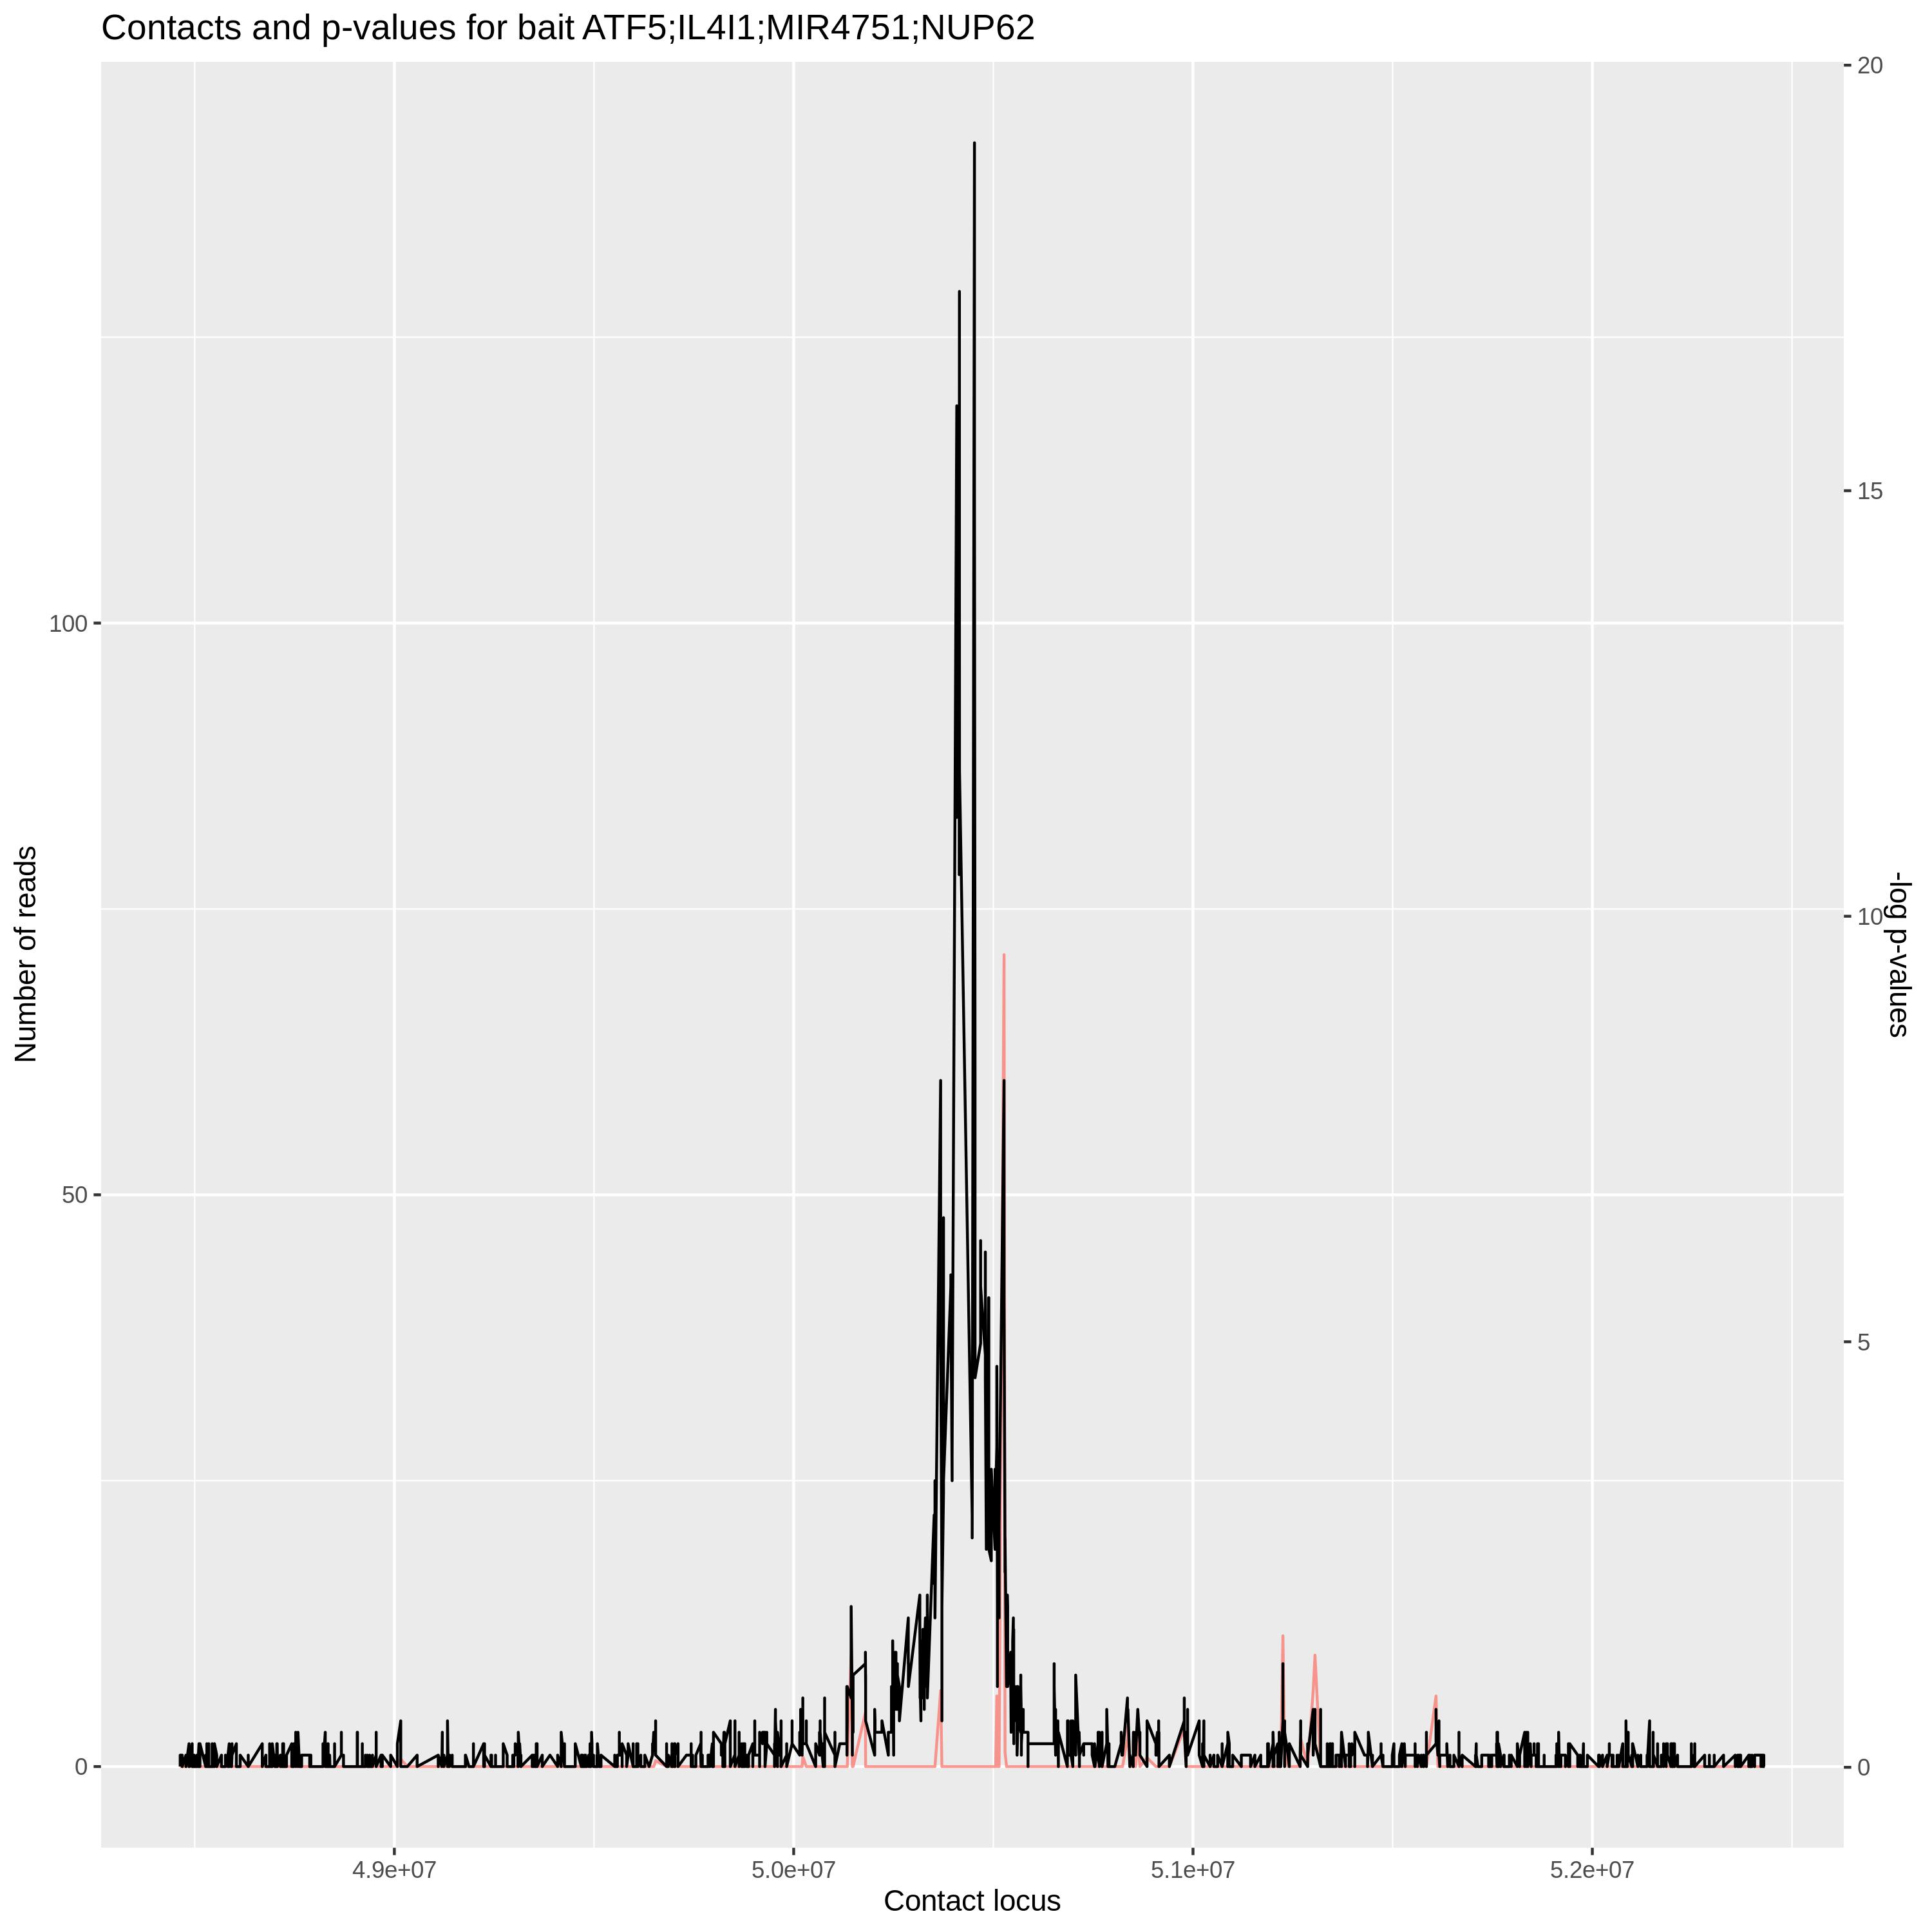 Contacts and p-values for bait ATF5;IL4I1;MIR4751;NUP62
20
15
100
10
50
5
0
0
Number of reads
-log p-values
4.9e+07
5.0e+07
5.1e+07
5.2e+07
Contact locus